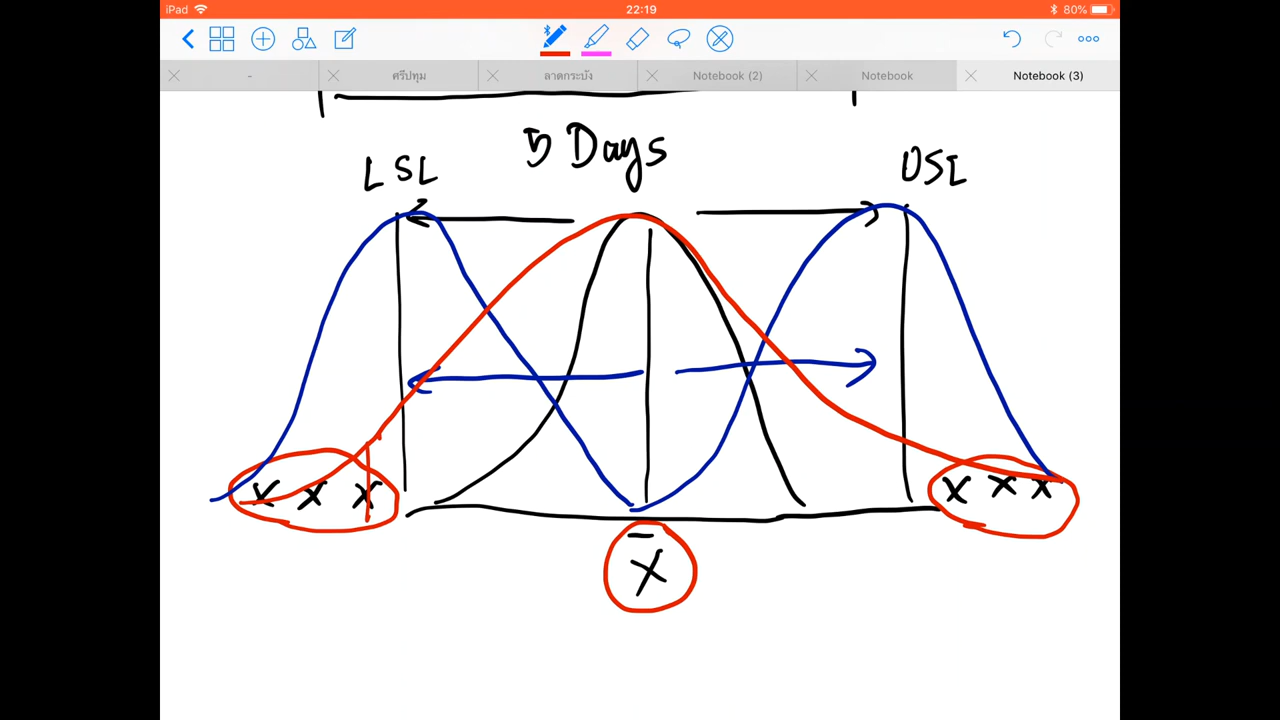 iPad 22:19 80%
- ศรีปทุม ลาดกระบัง Notebook (2) Notebook Notebook (3)
5 Days
LSL USL
X X X X X X
X̄